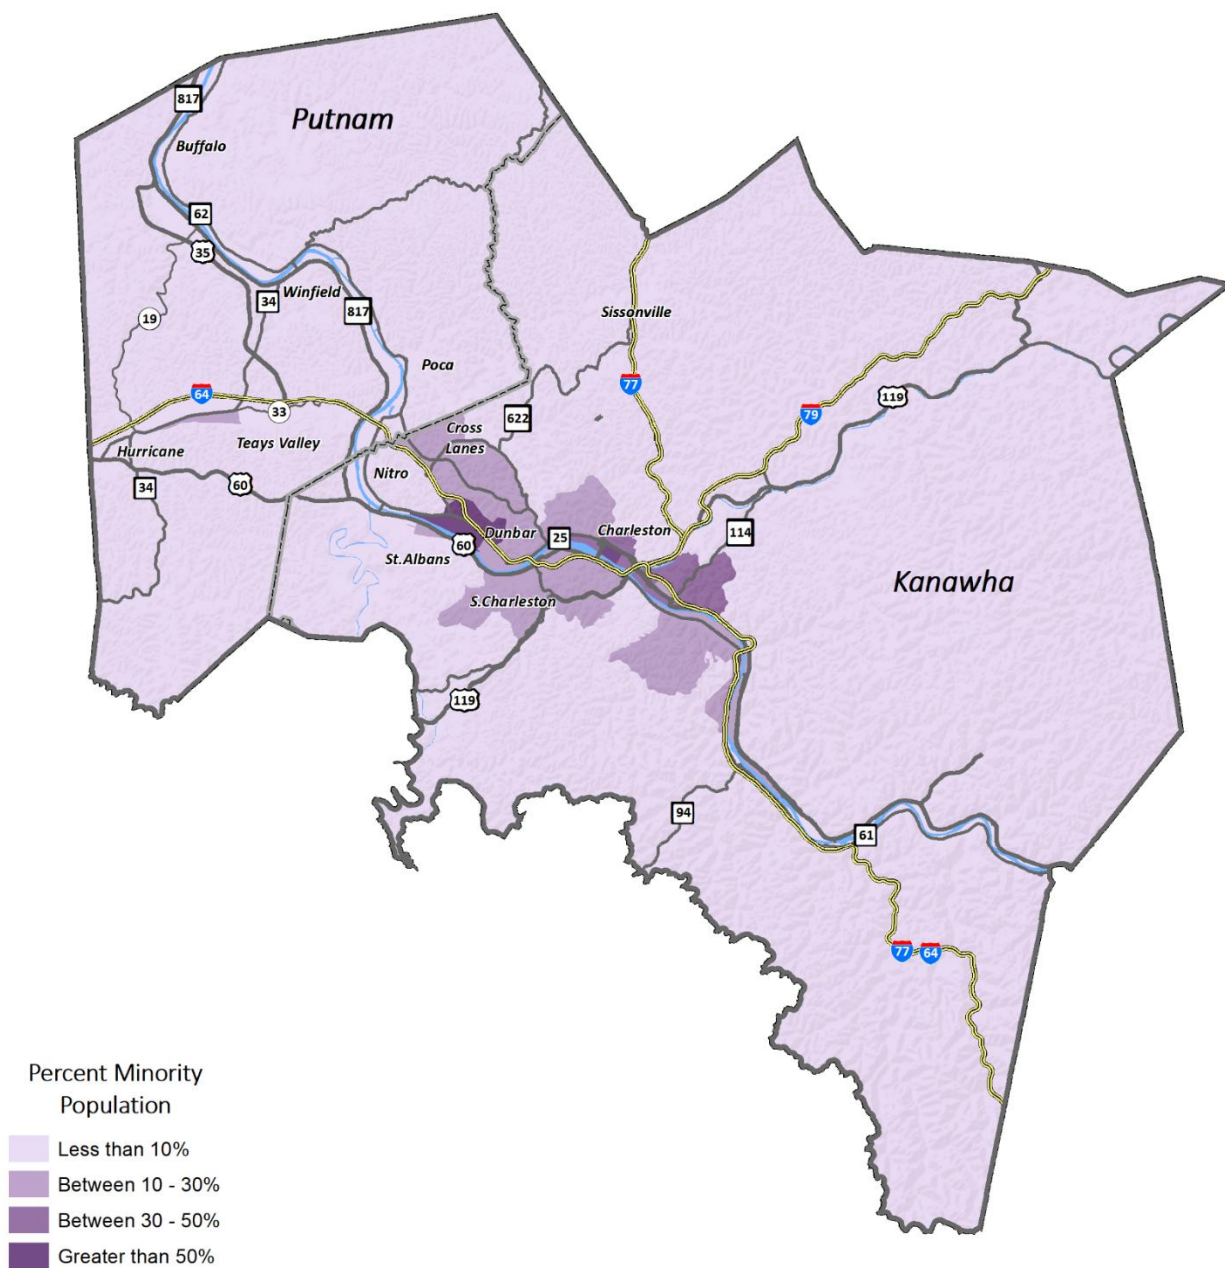 817
Putnam
Buffalo
62
35
34
Winfield
817
19
Sissonville
Poca
77
64
33
622
79
119
Cross
Lanes
Hurricane
Teays Valley
Nitro
34
60
Dunbar
25
Charleston
114
60
St.Albans
S.Charleston
Kanawha
119
94
61
77
64
Percent Minority
Population
Less than 10%
Between 10 - 30%
Between 30 - 50%
Greater than 50%